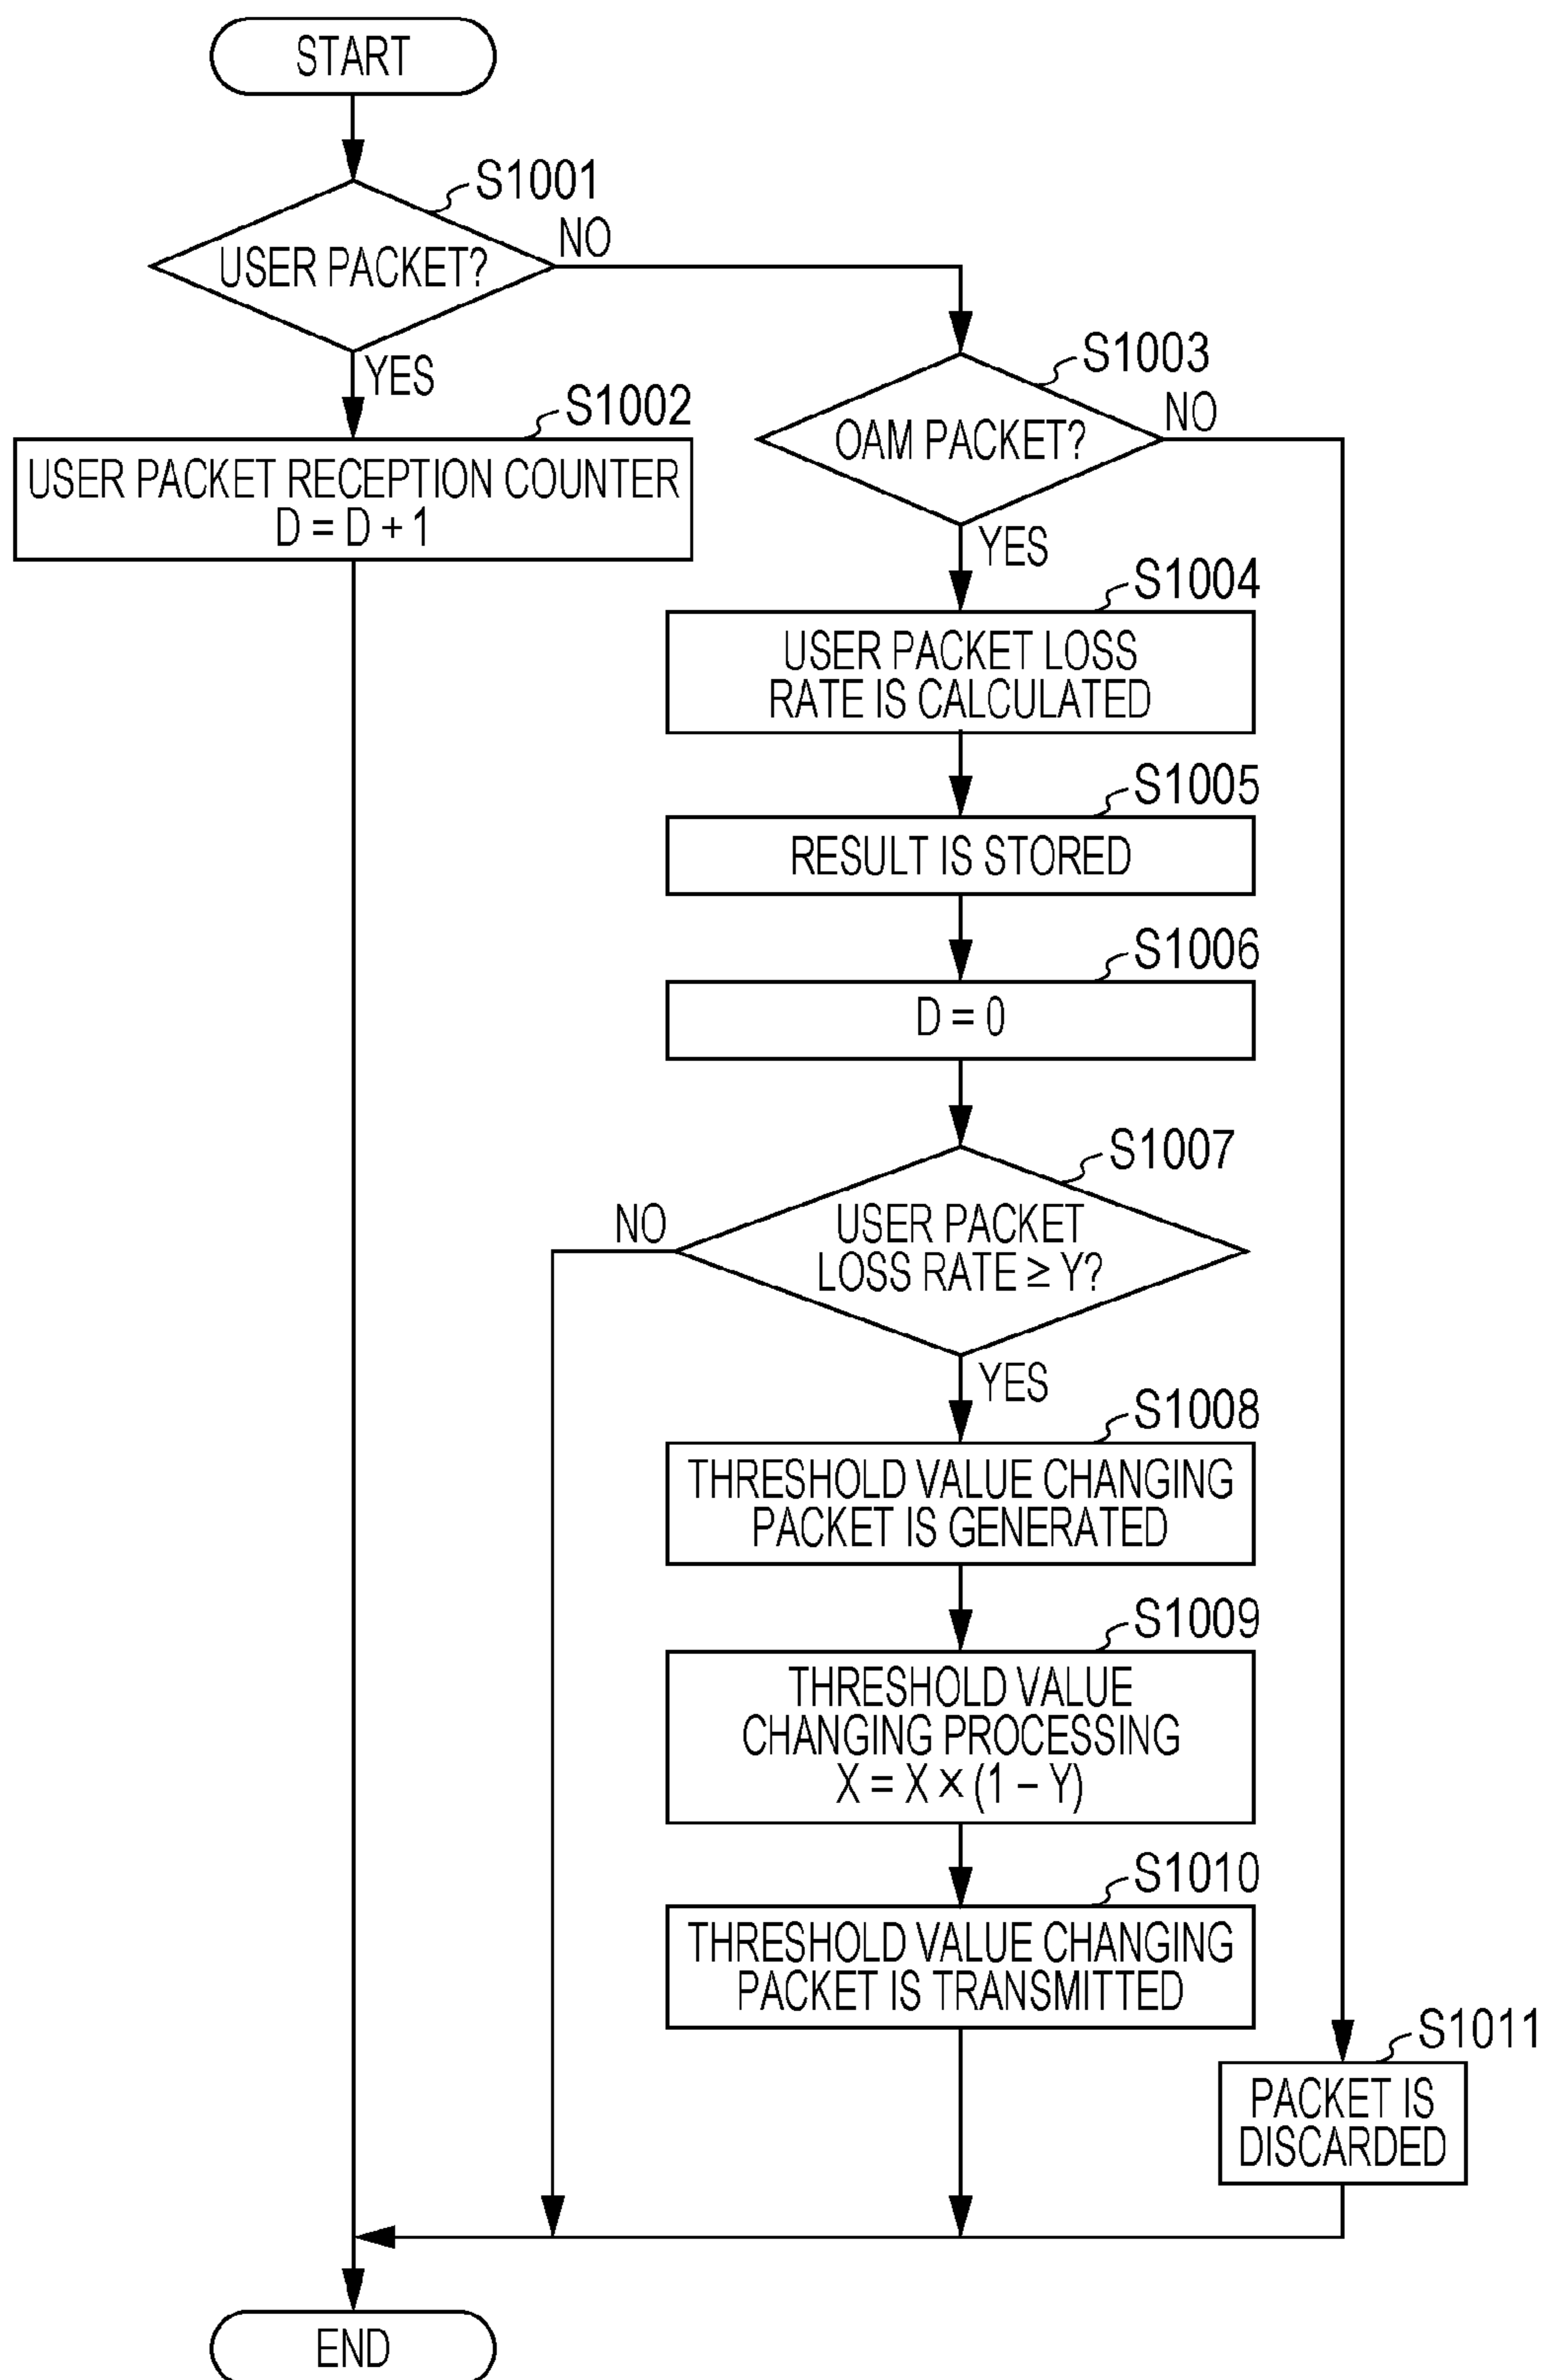 START
S1001
USER PACKET?
NO
YES
S1002
USER PACKET RECEPTION COUNTER
D = D + 1
S1003
OAM PACKET?
NO
YES
S1004
USER PACKET LOSS
RATE IS CALCULATED
S1005
RESULT IS STORED
S1006
D = 0
S1007
USER PACKET
LOSS RATE ≥ Y?
NO
YES
S1008
THRESHOLD VALUE CHANGING
PACKET IS GENERATED
S1009
THRESHOLD VALUE
CHANGING PROCESSING
X = X × (1 − Y)
S1010
THRESHOLD VALUE CHANGING
PACKET IS TRANSMITTED
S1011
PACKET IS
DISCARDED
END